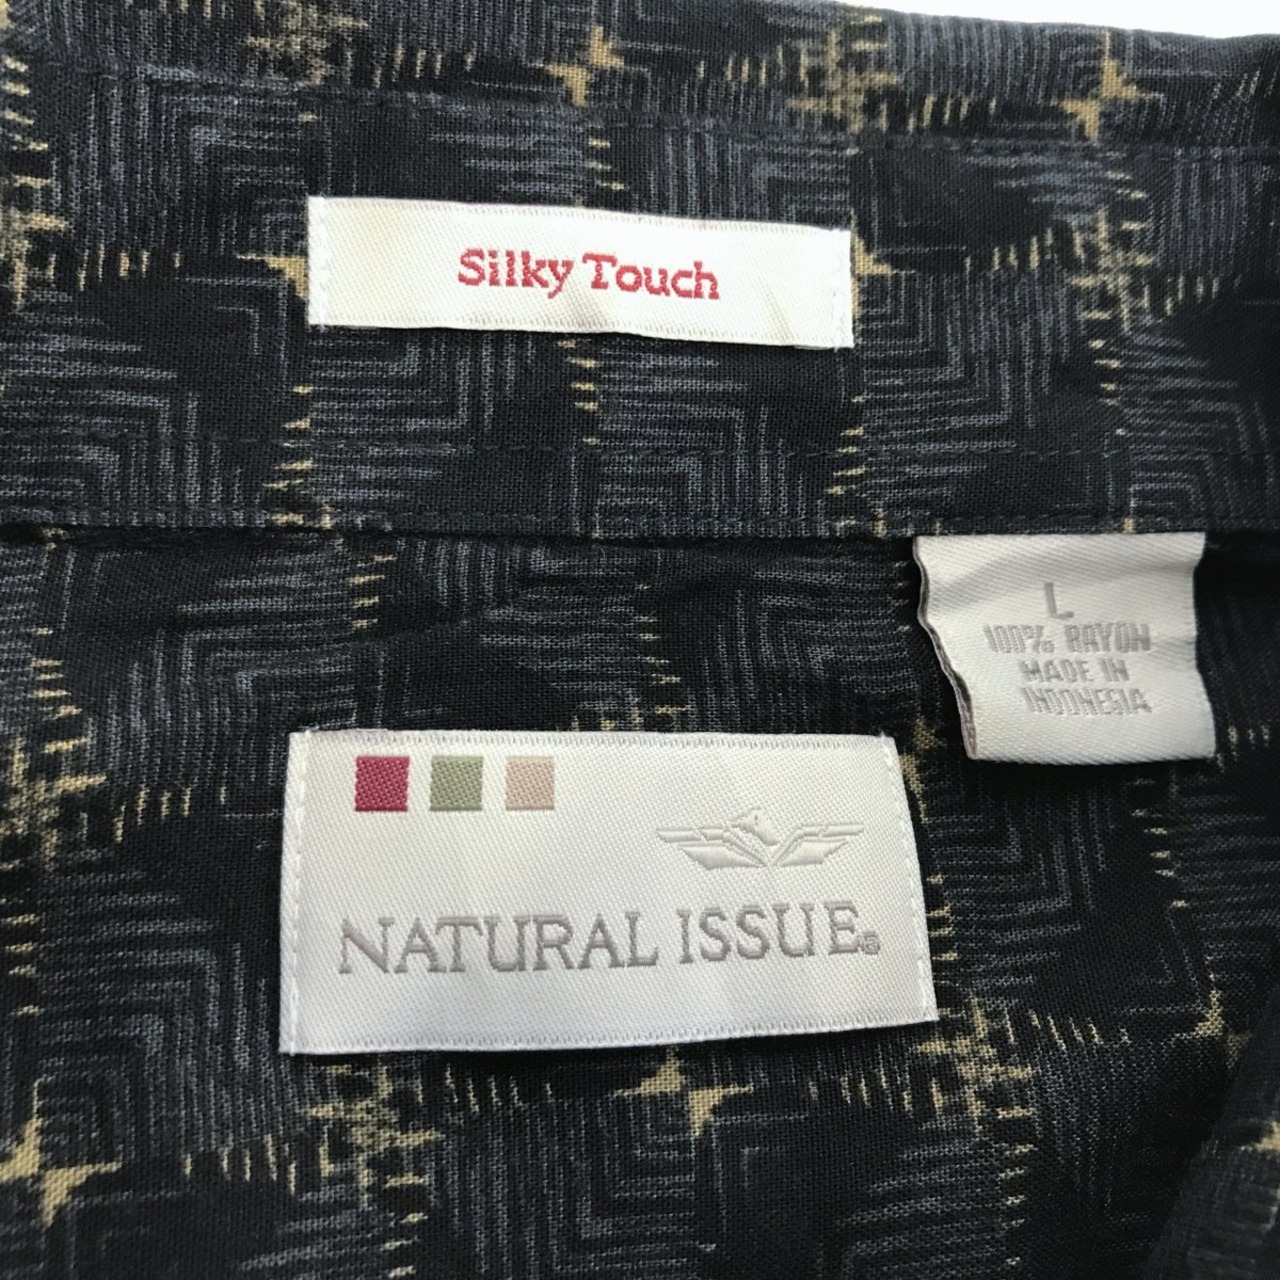 Silky Touch
L
100% RAYON
MADE IN
INDONESIA
NATURAL ISSUE®